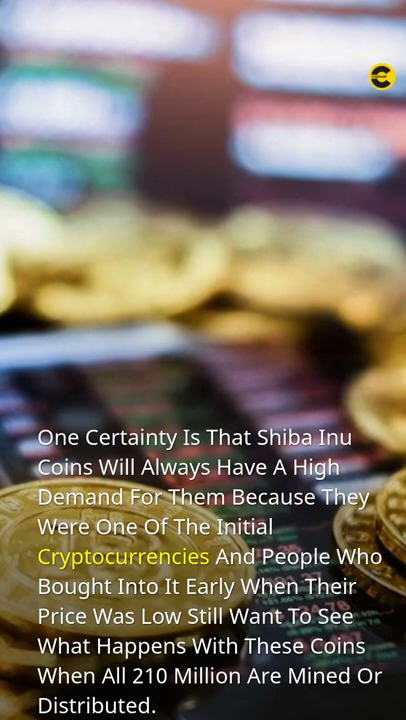 One Certainty Is That Shiba Inu
Coins Will Always Have A High
Demand For Them Because They
Were One Of The Initial
Cryptocurrencies And People Who
Bought Into It Early When Their
Price Was Low Still Want To See
What Happens With These Coins
When All 210 Million Are Mined Or
Distributed.